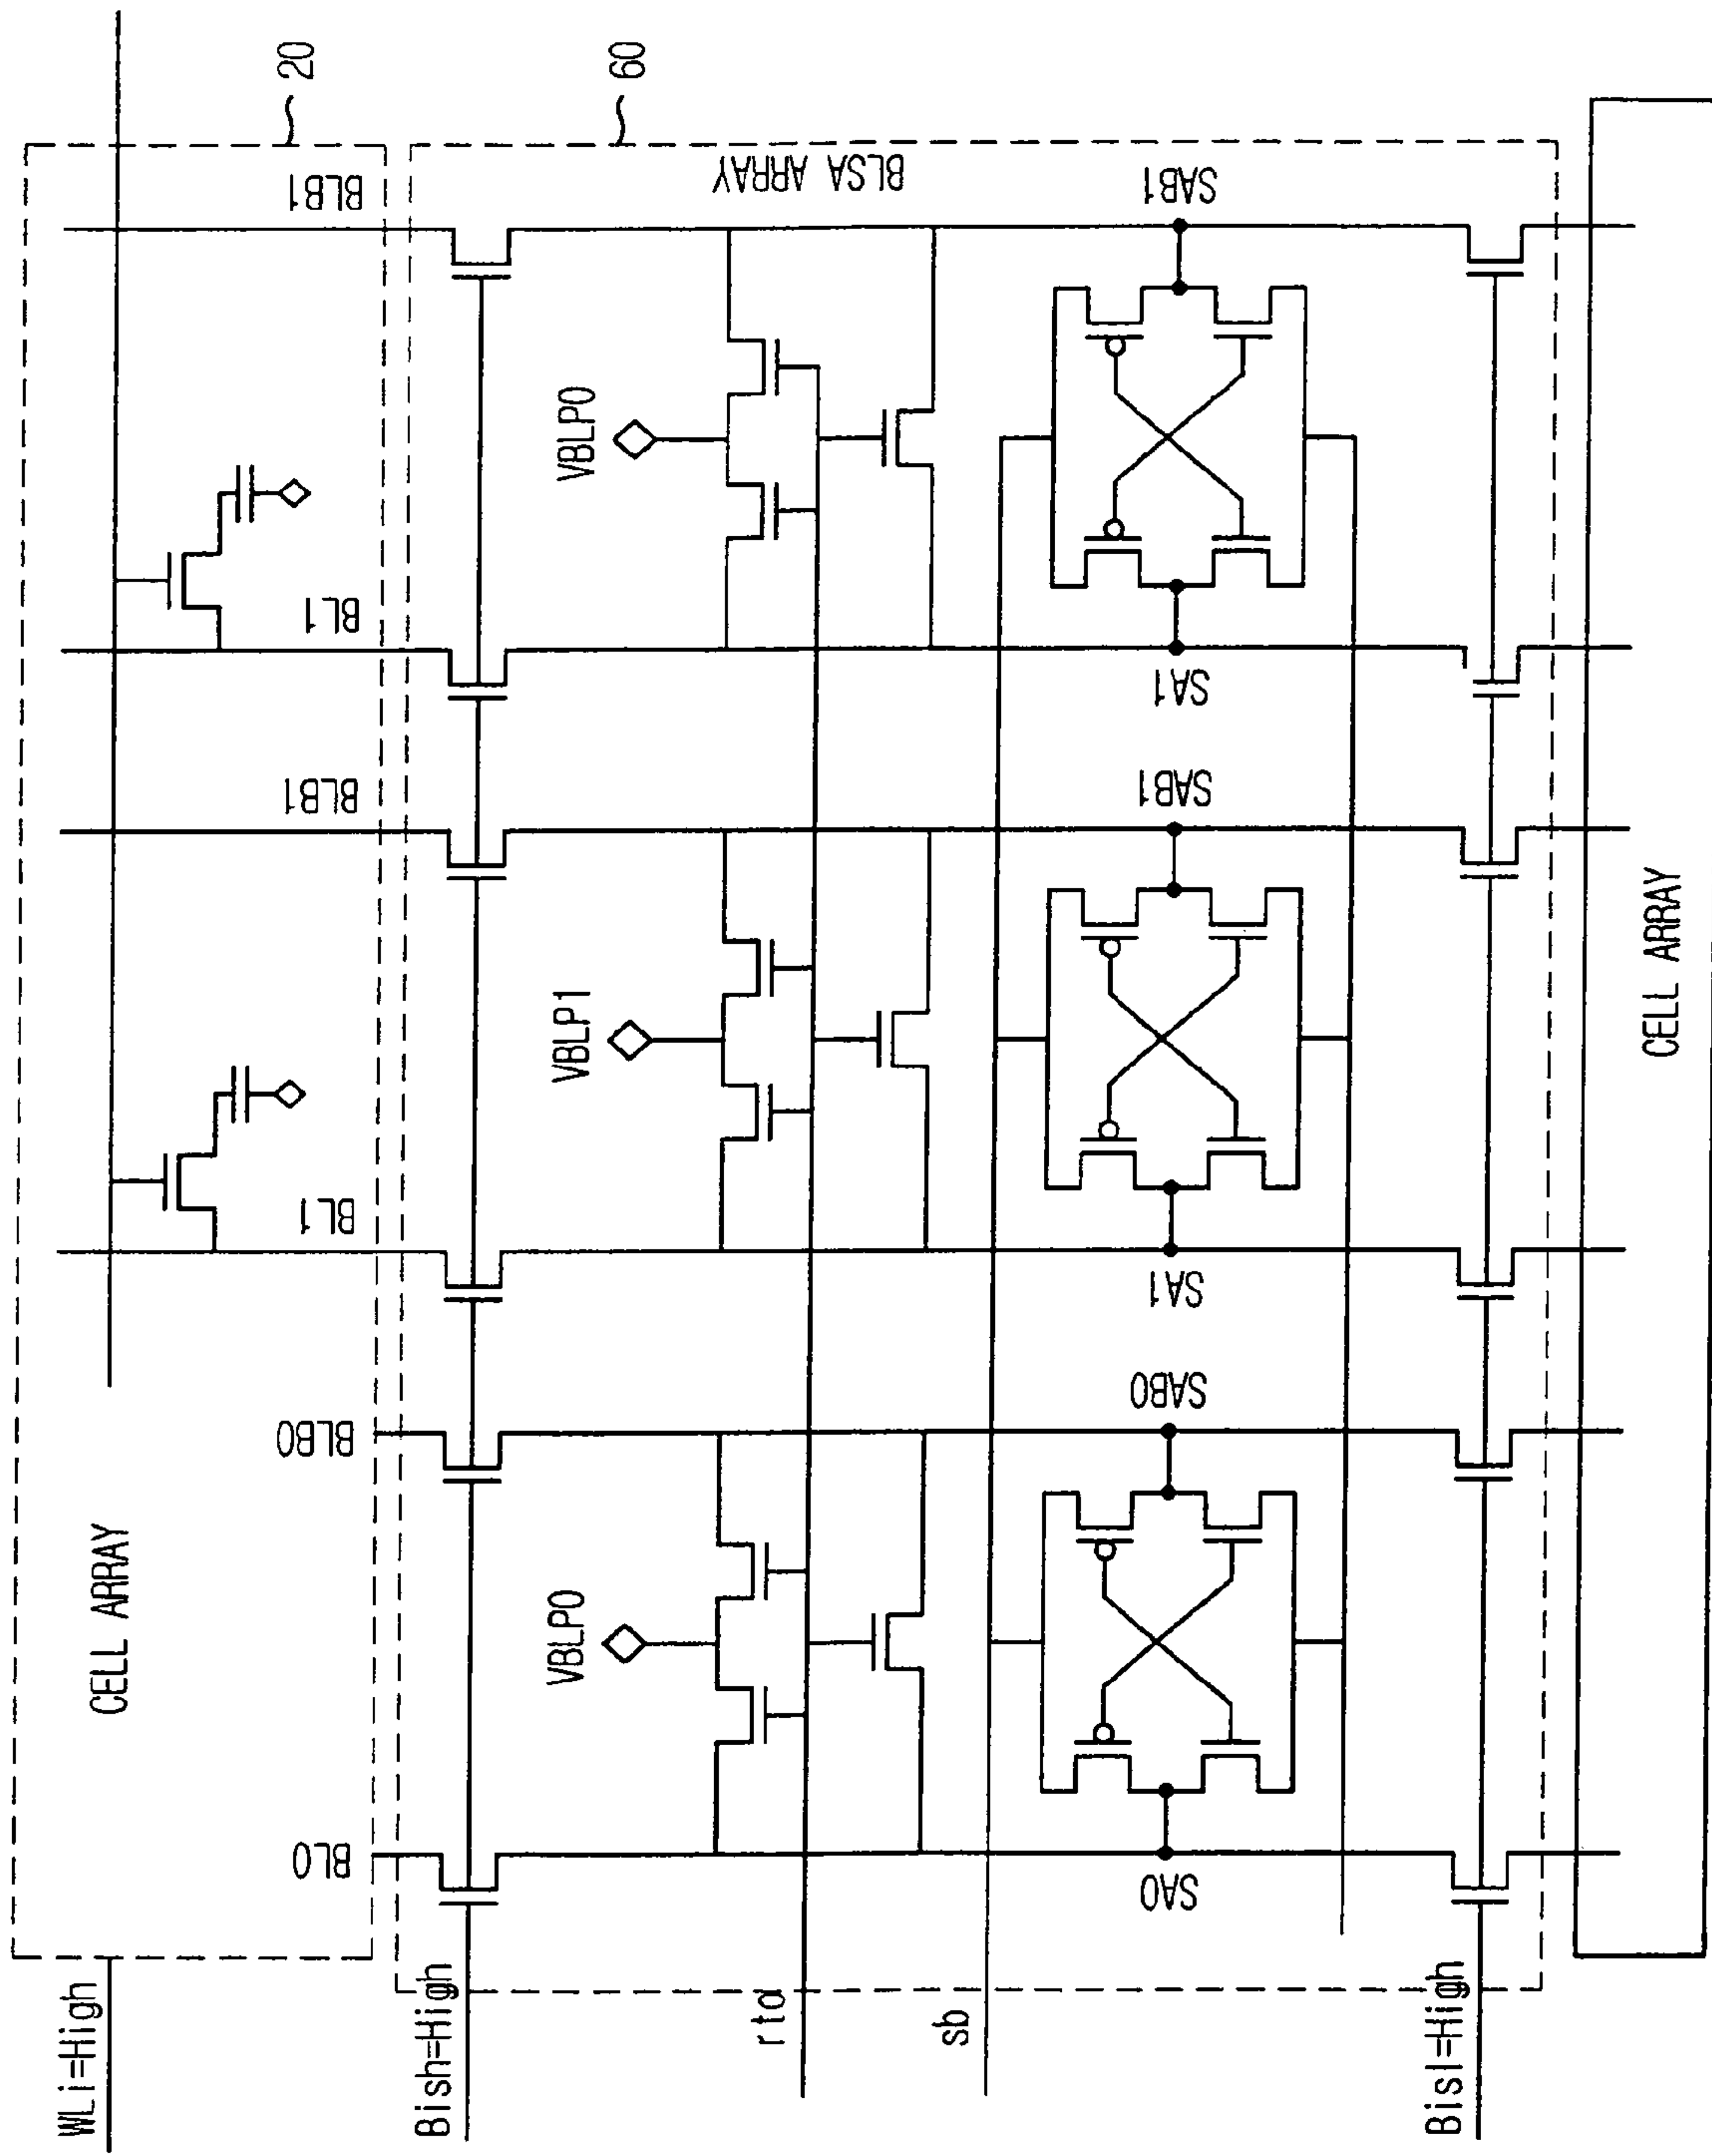 WLi=High
CELL ARRAY
20
BL0
BLB0
BL1
BLB1
BL1
BLB1
Bish=High
60
BLSA ARRAY
VBLP0
VBLP1
VBLP0
rto
sb
SA0
SAB0
SA1
SAB1
SA1
SAB1
Bisl=High
CELL ARRAY